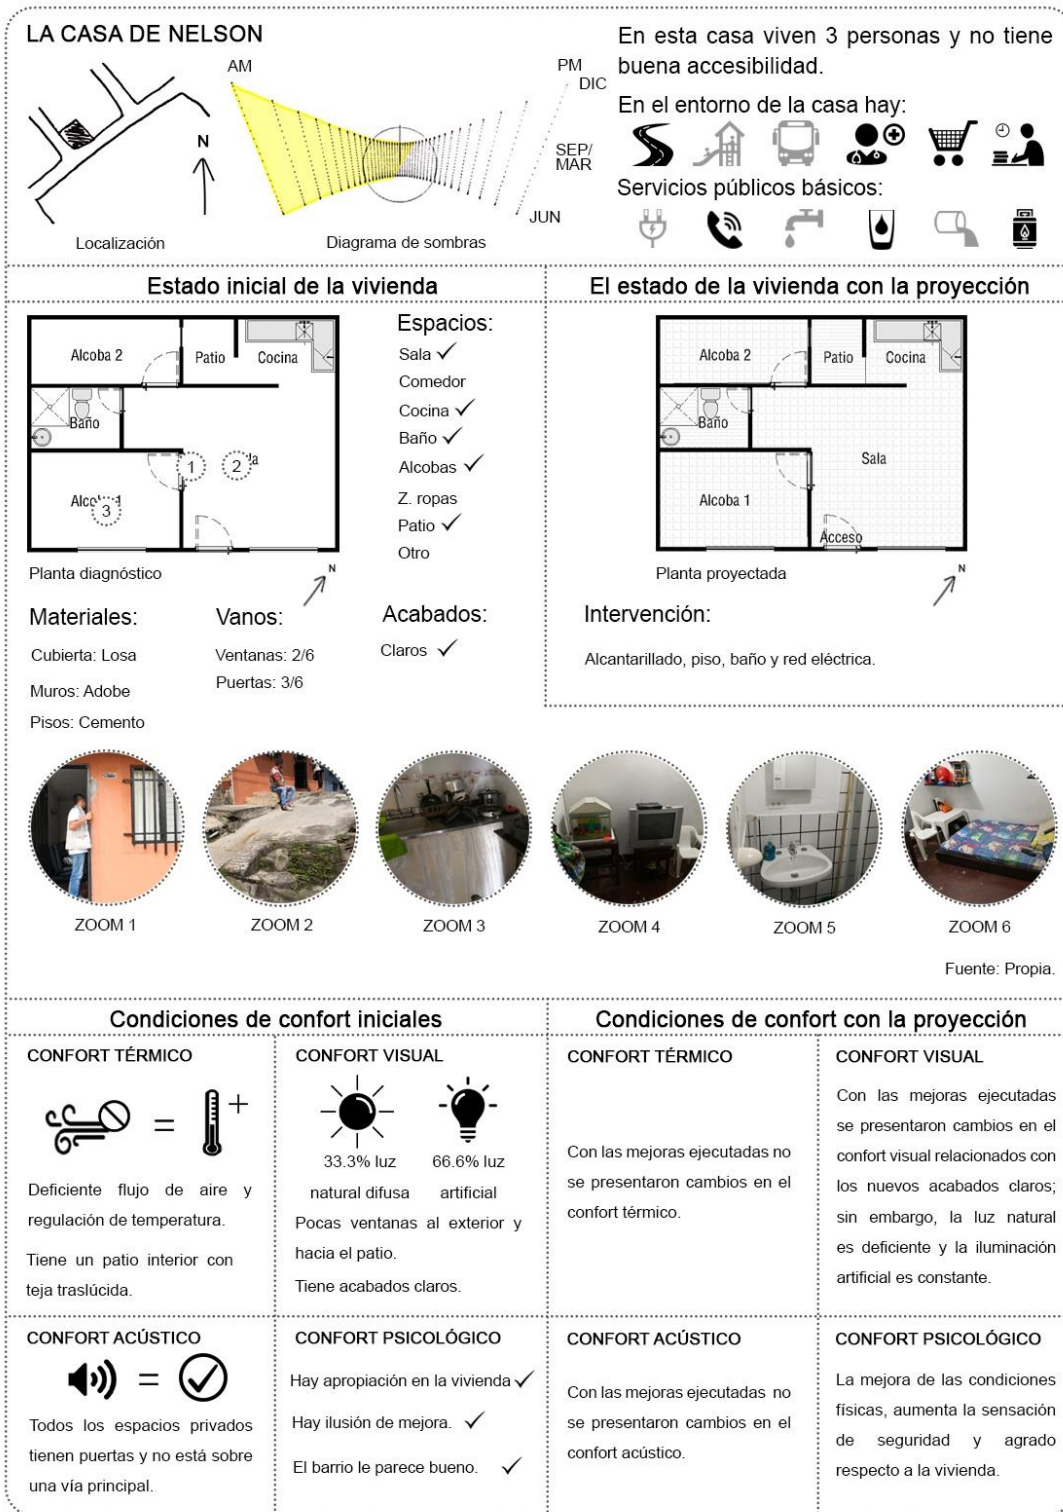 LA CASA DE NELSON
N
Localización
AM
PM
DIC
SEP/
MAR
JUN
Diagrama de sombras
En esta casa viven 3 personas y no tiene
buena accesibilidad.
En el entorno de la casa hay:
Servicios públicos básicos:
Estado inicial de la vivienda
Alcoba 2
Patio
Cocina
Baño
1
2
3
Planta diagnóstico
N
Espacios:
Sala ✓
Comedor
Cocina ✓
Baño ✓
Alcobas ✓
Z. ropas
Patio ✓
Otro
Materiales:
Cubierta: Losa
Muros: Adobe
Pisos: Cemento
Vanos:
Ventanas: 2/6
Puertas: 3/6
Acabados:
Claros ✓
El estado de la vivienda con la proyección
Alcoba 2
Patio
Cocina
Baño
Sala
Alcoba 1
Acceso
Planta proyectada
N
Intervención:
Alcantarillado, piso, baño y red eléctrica.
ZOOM 1
ZOOM 2
ZOOM 3
ZOOM 4
ZOOM 5
ZOOM 6
Fuente: Propia.
Condiciones de confort iniciales
CONFORT TÉRMICO
= +
Deficiente flujo de aire y
regulación de temperatura.
Tiene un patio interior con
teja traslúcida.
CONFORT VISUAL
33.3% luz
natural difusa
66.6% luz
artificial
Pocas ventanas al exterior y
hacia el patio.
Tiene acabados claros.
CONFORT ACÚSTICO
=
Todos los espacios privados
tienen puertas y no está sobre
una vía principal.
CONFORT PSICOLÓGICO
Hay apropiación en la vivienda ✓
Hay ilusión de mejora. ✓
El barrio le parece bueno. ✓
Condiciones de confort con la proyección
CONFORT TÉRMICO
Con las mejoras ejecutadas no
se presentaron cambios en el
confort térmico.
CONFORT VISUAL
Con las mejoras ejecutadas
se presentaron cambios en el
confort visual relacionados con
los nuevos acabados claros;
sin embargo, la luz natural
es deficiente y la iluminación
artificial es constante.
CONFORT ACÚSTICO
Con las mejoras ejecutadas no
se presentaron cambios en el
confort acústico.
CONFORT PSICOLÓGICO
La mejora de las condiciones
físicas, aumenta la sensación
de seguridad y agrado
respecto a la vivienda.